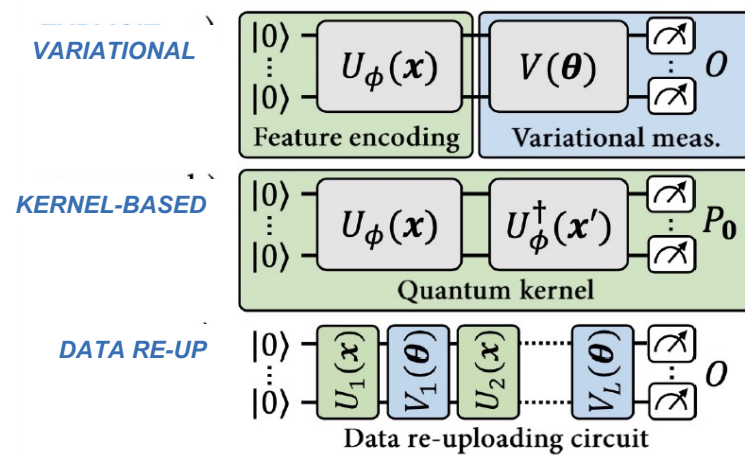 VARIATIONAL
|0⟩
|0⟩
U_ϕ(x)
V(θ)
O
Feature encoding
Variational meas.
KERNEL-BASED
|0⟩
|0⟩
U_ϕ(x)
U_ϕ^†(x′)
P_0
Quantum kernel
DATA RE-UP
|0⟩
|0⟩
U_1(x)
V_1(θ)
U_2(x)
V_L(θ)
O
Data re-uploading circuit